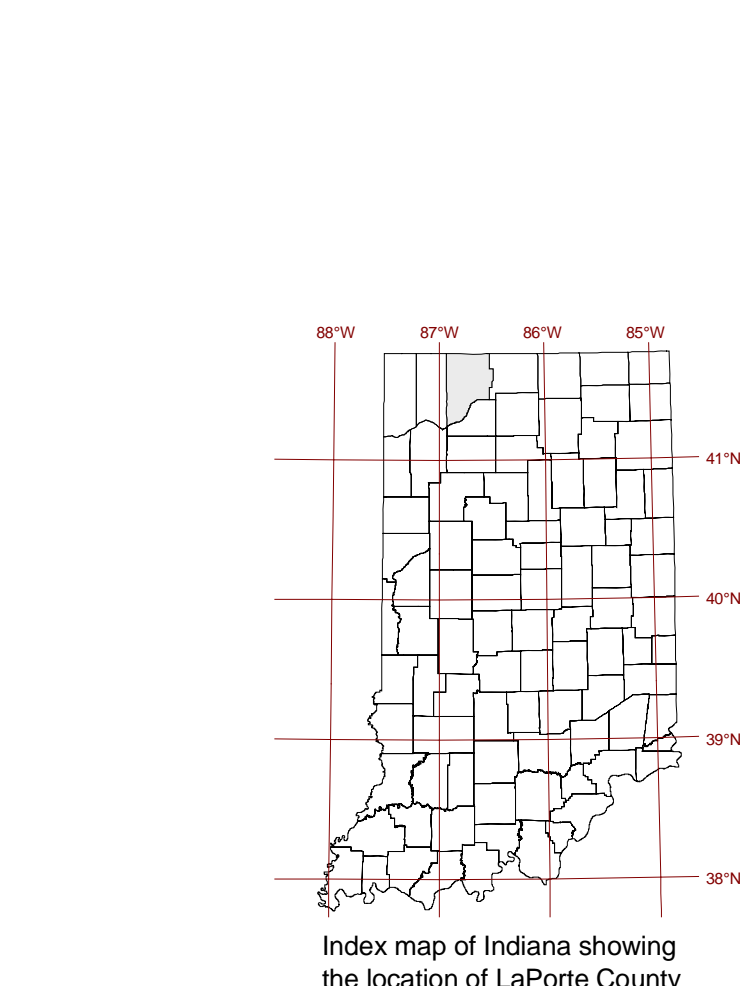 88°W 87°W 86°W 85°W
41°N
40°N
39°N
38°N
Index map of Indiana showing
the location of LaPorte County